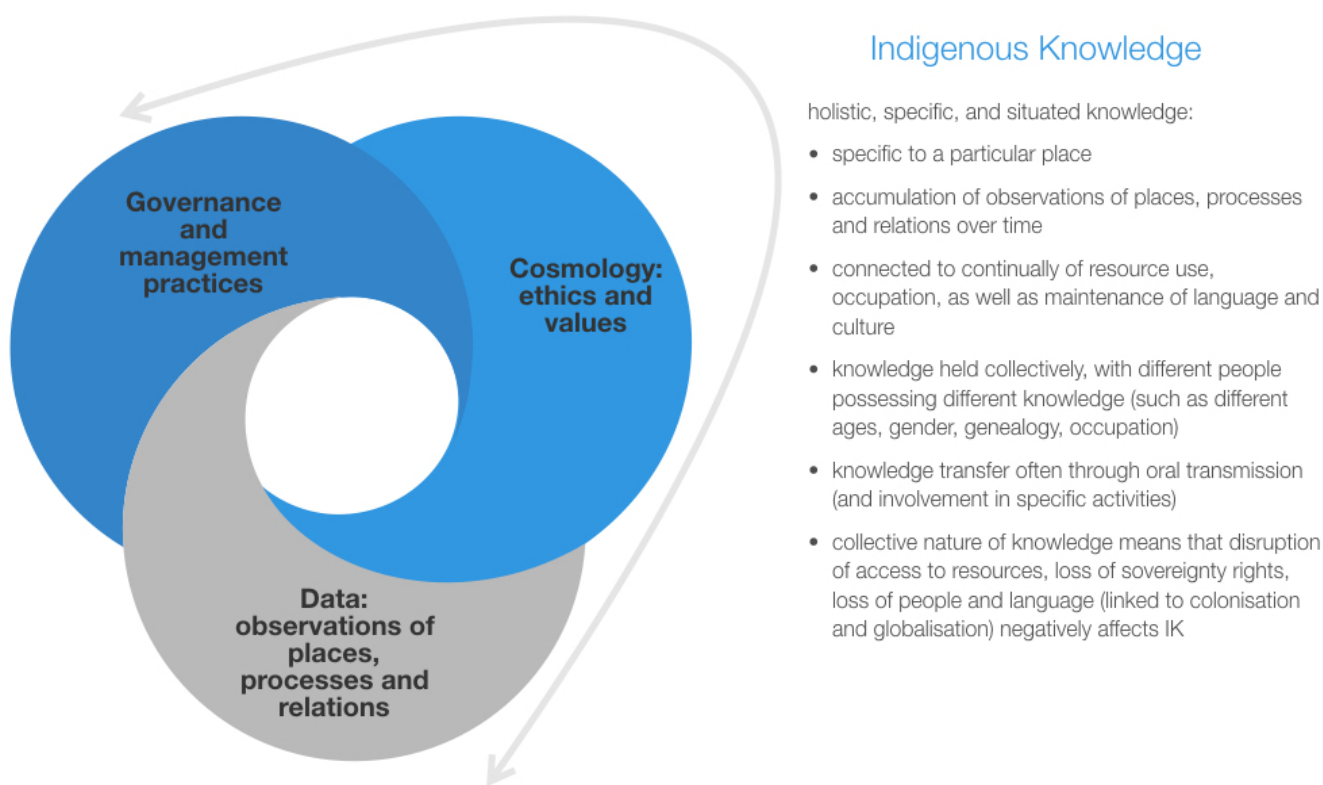 Governance
and
management
practices
Cosmology:
ethics and
values
Data:
observations of
places,
processes and
relations
Indigenous Knowledge
holistic, specific, and situated knowledge:
• specific to a particular place
• accumulation of observations of places, processes
and relations over time
• connected to continually of resource use,
occupation, as well as maintenance of language and
culture
• knowledge held collectively, with different people
possessing different knowledge (such as different
ages, gender, genealogy, occupation)
• knowledge transfer often through oral transmission
(and involvement in specific activities)
• collective nature of knowledge means that disruption
of access to resources, loss of sovereignty rights,
loss of people and language (linked to colonisation
and globalisation) negatively affects IK